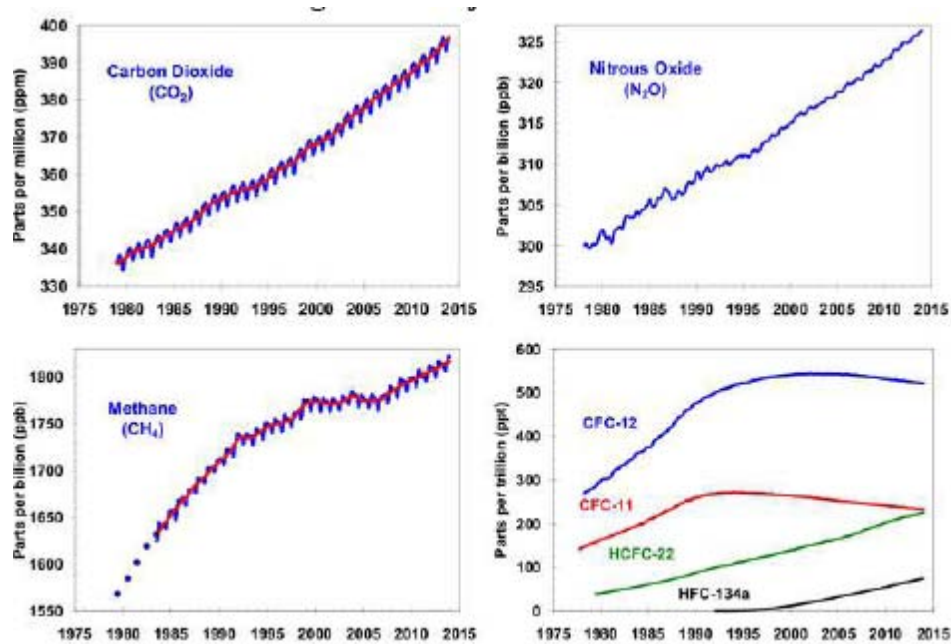 400
390
380
370
360
350
340
330
Parts per million (ppm)
Carbon Dioxide
(CO₂)
1975 1980 1985 1990 1995 2000 2005 2010 2015
325
320
315
310
305
300
295
Parts per billion (ppb)
Nitrous Oxide
(N₂O)
1975 1980 1985 1990 1995 2000 2005 2010 2015
1800
1750
1700
1650
1600
1550
Parts per billion (ppb)
Methane
(CH₄)
1975 1980 1985 1990 1995 2000 2005 2010 2015
600
500
400
300
200
100
0
Parts per trillion (ppt)
CFC-12
CFC-11
HCFC-22
HFC-134a
1975 1980 1985 1990 1995 2000 2005 2010 2015